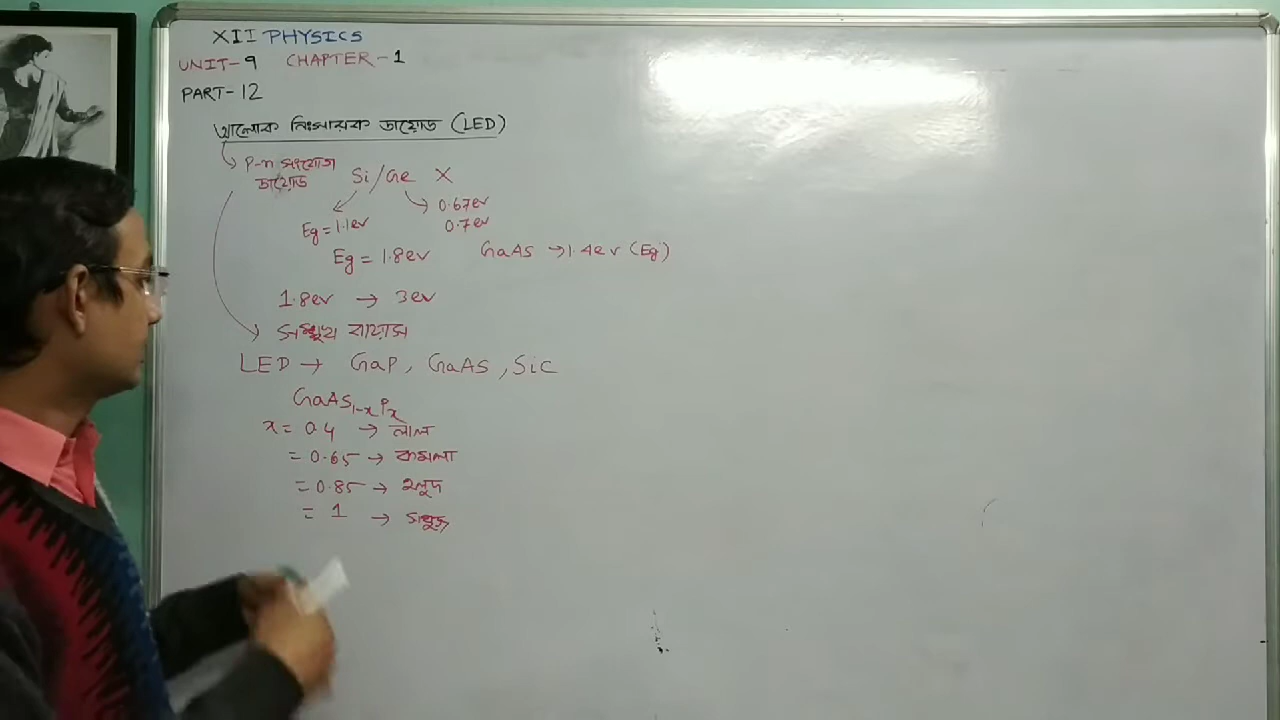 XII PHYSICS
UNIT-9 CHAPTER-1
PART-12
আলোক নিঃসারক ডায়োড (LED)
P-n সংযোগ
ডায়োড Si/Ge X
0.67ev
Eg = 1.1ev 0.7ev
Eg = 1.8ev GaAs → 1.4ev (Eg)
1.8ev → 3ev
সম্মুখ বায়াস
LED → GaP, GaAs, SiC
GaAs₁₋ₓPₓ
x = 0.4 → লাল
= 0.65 → কমলা
= 0.85 → হলুদ
= 1 → সবুজ